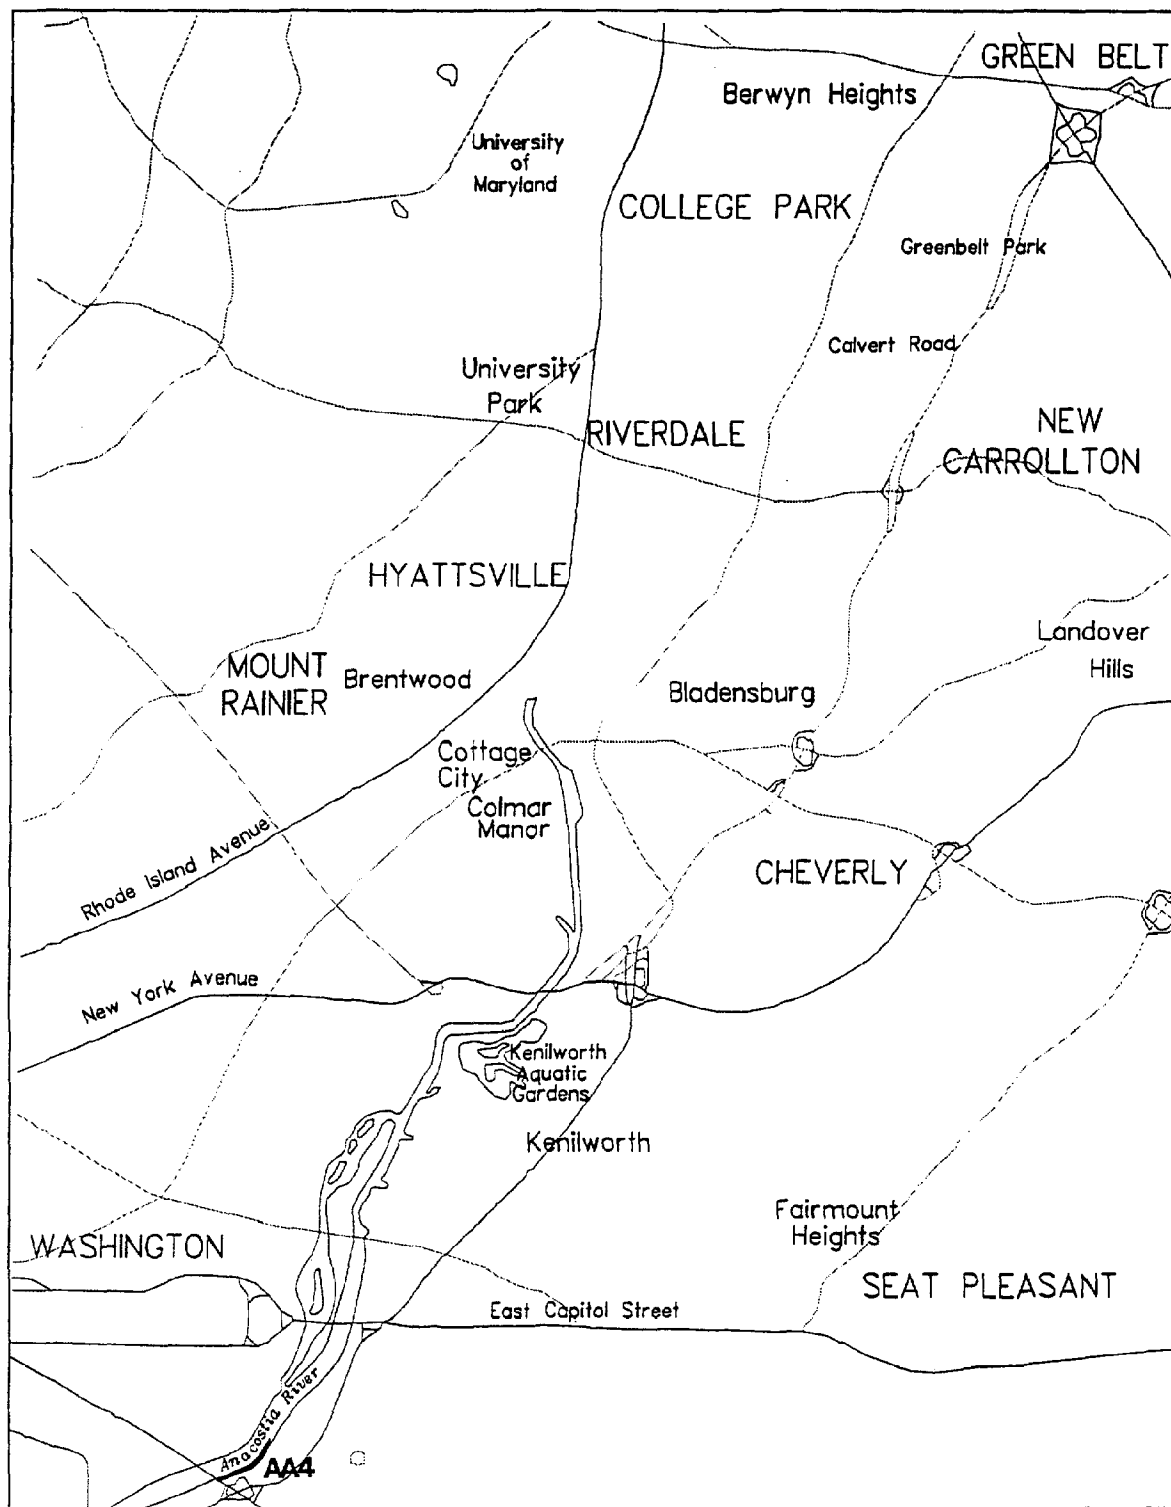 GREEN BELT
Berwyn Heights
University
of
Maryland
COLLEGE PARK
Greenbelt Park
Calvert Road
University
Park
RIVERDALE
NEW
CARROLLTON
HYATTSVILLE
Landover
Hills
MOUNT
RAINIER
Brentwood
Bladensburg
Cottage
City
Colmar
Manor
Rhode Island Avenue
CHEVERLY
New York Avenue
Kenilworth
Aquatic
Gardens
Kenilworth
Fairmount
Heights
WASHINGTON
SEAT PLEASANT
East Capitol Street
Anacostia River
AA4